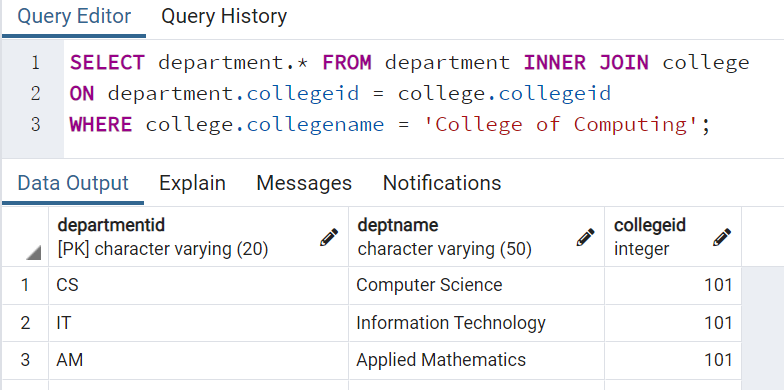 Query Editor Query History
1 SELECT department.* FROM department INNER JOIN college
2 ON department.collegeid = college.collegeid
3 WHERE college.collegename = 'College of Computing';
Data Output Explain Messages Notifications
departmentid deptname collegeid
[PK] character varying (20) character varying (50) integer
1 CS Computer Science 101
2 IT Information Technology 101
3 AM Applied Mathematics 101